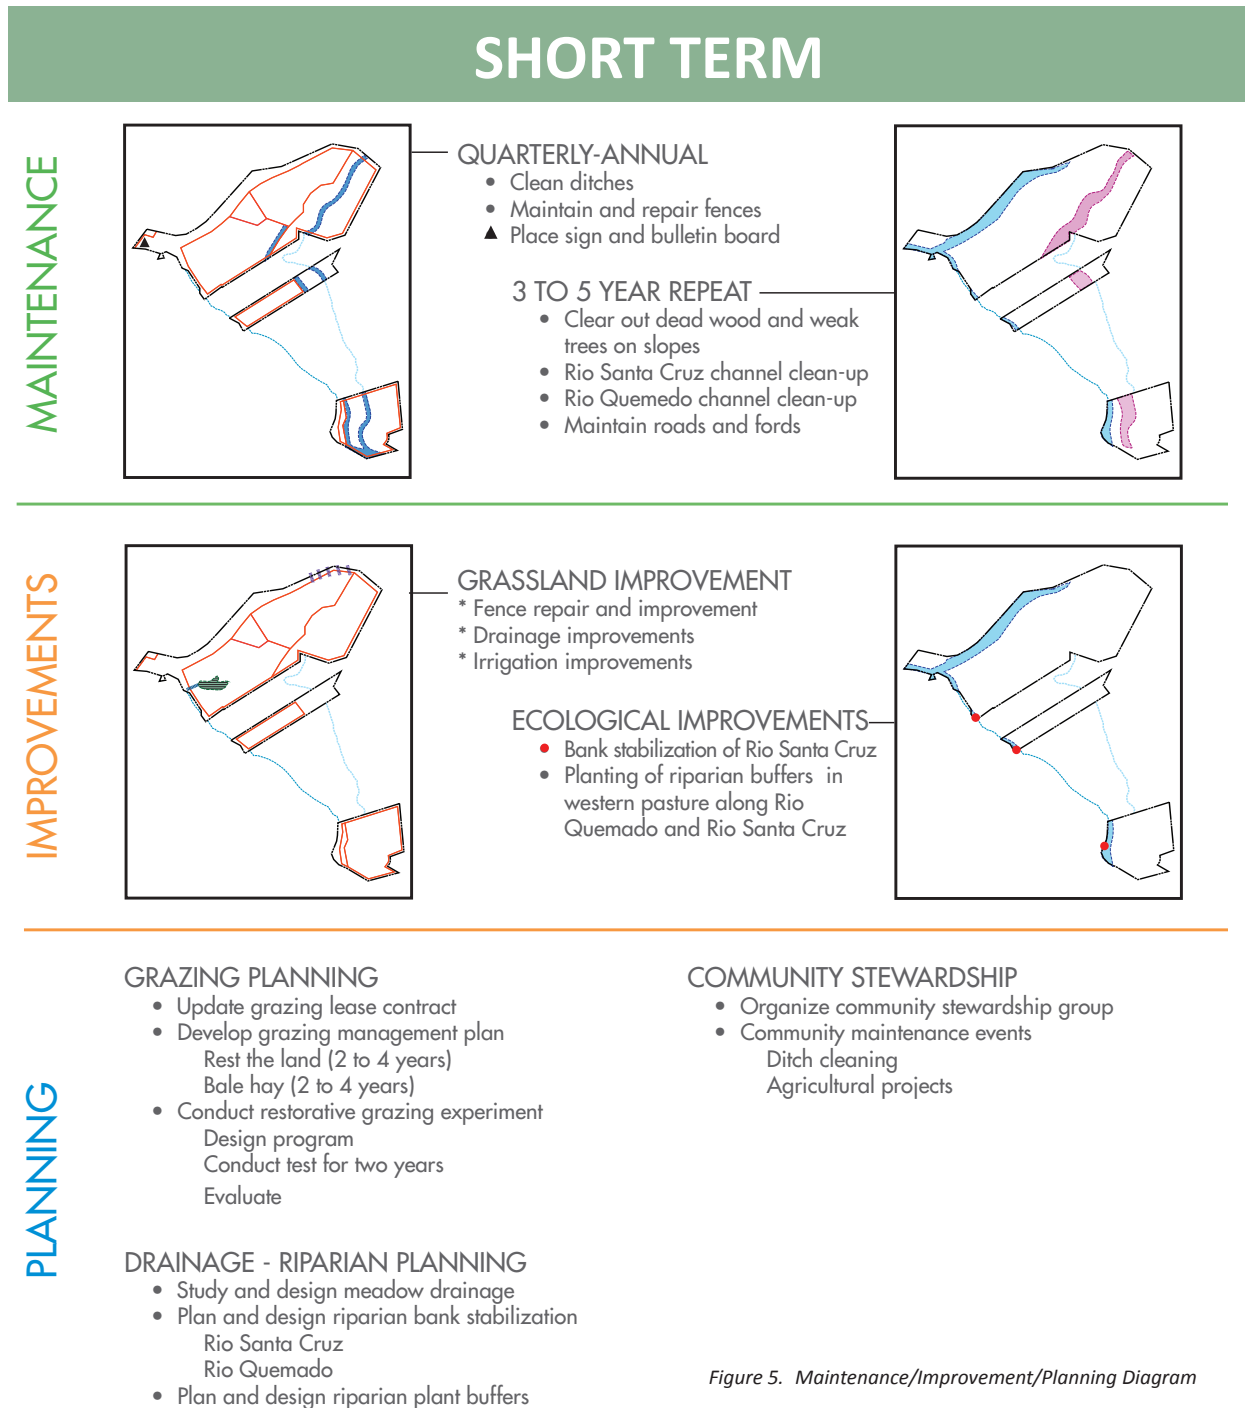 SHORT TERM
MAINTENANCE
QUARTERLY-ANNUAL
• Clean ditches
• Maintain and repair fences
▲ Place sign and bulletin board
3 TO 5 YEAR REPEAT
• Clear out dead wood and weak
trees on slopes
• Rio Santa Cruz channel clean-up
• Rio Quemedo channel clean-up
• Maintain roads and fords
IMPROVEMENTS
GRASSLAND IMPROVEMENT
* Fence repair and improvement
* Drainage improvements
* Irrigation improvements
ECOLOGICAL IMPROVEMENTS
• Bank stabilization of Rio Santa Cruz
• Planting of riparian buffers in
western pasture along Rio
Quemado and Rio Santa Cruz
PLANNING
GRAZING PLANNING
• Update grazing lease contract
• Develop grazing management plan
Rest the land (2 to 4 years)
Bale hay (2 to 4 years)
• Conduct restorative grazing experiment
Design program
Conduct test for two years
Evaluate
DRAINAGE - RIPARIAN PLANNING
• Study and design meadow drainage
• Plan and design riparian bank stabilization
Rio Santa Cruz
Rio Quemado
• Plan and design riparian plant buffers
COMMUNITY STEWARDSHIP
• Organize community stewardship group
• Community maintenance events
Ditch cleaning
Agricultural projects
Figure 5. Maintenance/Improvement/Planning Diagram